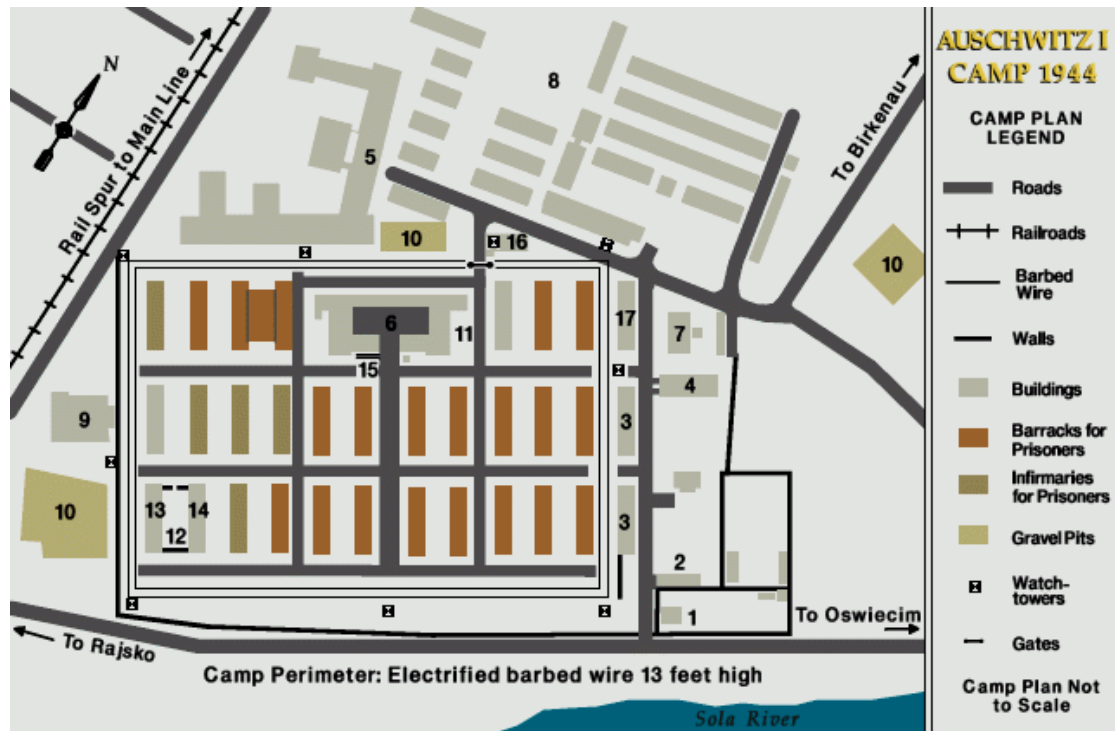 AUSCHWITZ I
CAMP 1944
CAMP PLAN
LEGEND
Roads
Railroads
Barbed
Wire
Walls
Buildings
Barracks for
Prisoners
Infirmaries
for Prisoners
Gravel Pits
Watch-
towers
Gates
Camp Plan Not
to Scale
N
Rail Spur to Main Line
To Birkenau
8
5
10
16
10
6
11
17
7
15
4
9
3
10
13
14
12
3
2
1
To Oswiecim
To Rajsko
Camp Perimeter: Electrified barbed wire 13 feet high
Sola River